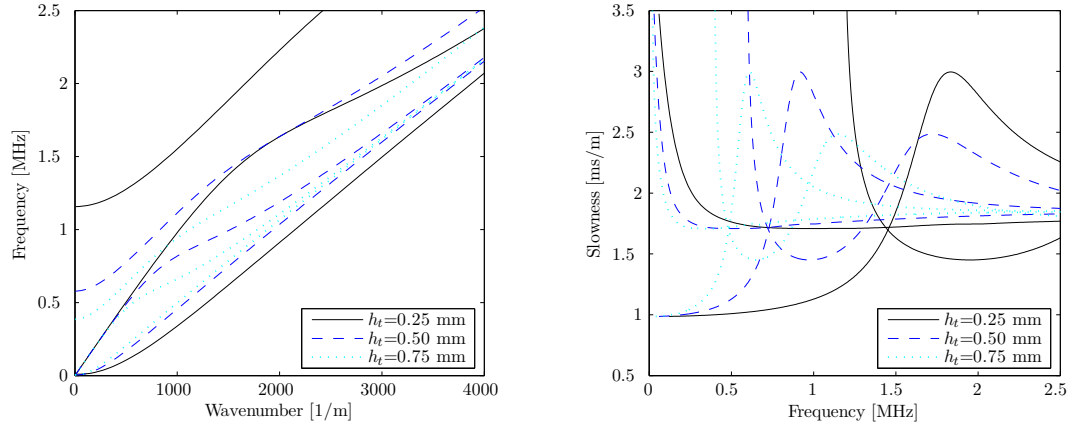 2.5
2
1.5
1
0.5
0
Frequency [MHz]
0 1000 2000 3000 4000
Wavenumber [1/m]
h_t=0.25 mm
h_t=0.50 mm
h_t=0.75 mm
3.5
3
2.5
2
1.5
1
0.5
Slowness [ms/m]
0 0.5 1 1.5 2 2.5
Frequency [MHz]
h_t=0.25 mm
h_t=0.50 mm
h_t=0.75 mm